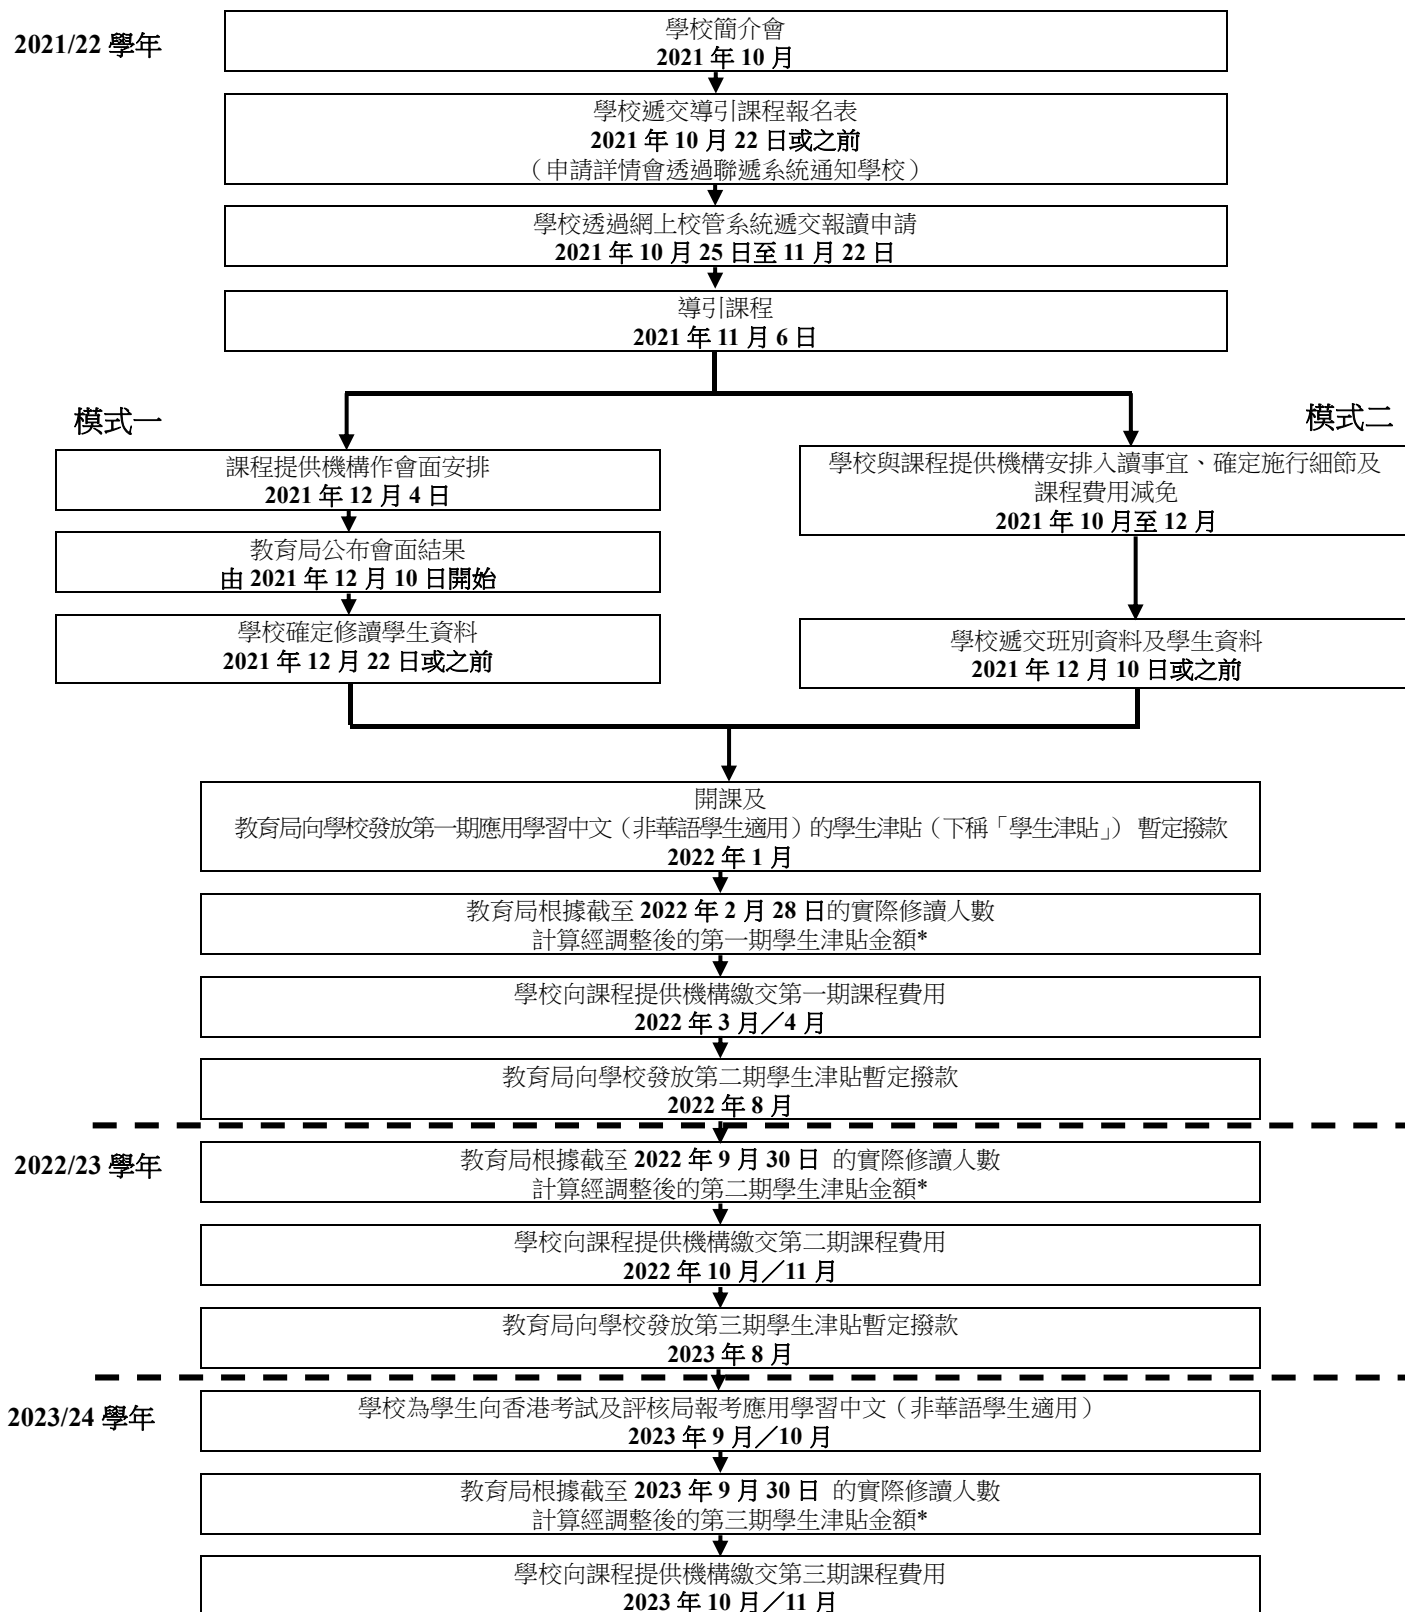 2021/22 學年
學校簡介會
2021 年 10 月
學校遞交導引課程報名表
2021 年 10 月 22 日或之前
（申請詳情會透過聯遞系統通知學校）
學校透過網上校管系統遞交報讀申請
2021 年 10 月 25 日至 11 月 22 日
導引課程
2021 年 11 月 6 日
模式一
課程提供機構作會面安排
2021 年 12 月 4 日
教育局公布會面結果
由 2021 年 12 月 10 日開始
學校確定修讀學生資料
2021 年 12 月 22 日或之前
模式二
學校與課程提供機構安排入讀事宜、確定施行細節及
課程費用減免
2021 年 10 月至 12 月
學校遞交班別資料及學生資料
2021 年 12 月 10 日或之前
開課及
教育局向學校發放第一期應用學習中文（非華語學生適用）的學生津貼（下稱「學生津貼」） 暫定撥款
2022 年 1 月
教育局根據截至 2022 年 2 月 28 日的實際修讀人數
計算經調整後的第一期學生津貼金額*
學校向課程提供機構繳交第一期課程費用
2022 年 3 月／4 月
教育局向學校發放第二期學生津貼暫定撥款
2022 年 8 月
2022/23 學年
教育局根據截至 2022 年 9 月 30 日 的實際修讀人數
計算經調整後的第二期學生津貼金額*
學校向課程提供機構繳交第二期課程費用
2022 年 10 月／11 月
教育局向學校發放第三期學生津貼暫定撥款
2023 年 8 月
2023/24 學年
學校為學生向香港考試及評核局報考應用學習中文（非華語學生適用）
2023 年 9 月／10 月
教育局根據截至 2023 年 9 月 30 日 的實際修讀人數
計算經調整後的第三期學生津貼金額*
學校向課程提供機構繳交第三期課程費用
2023 年 10 月／11 月